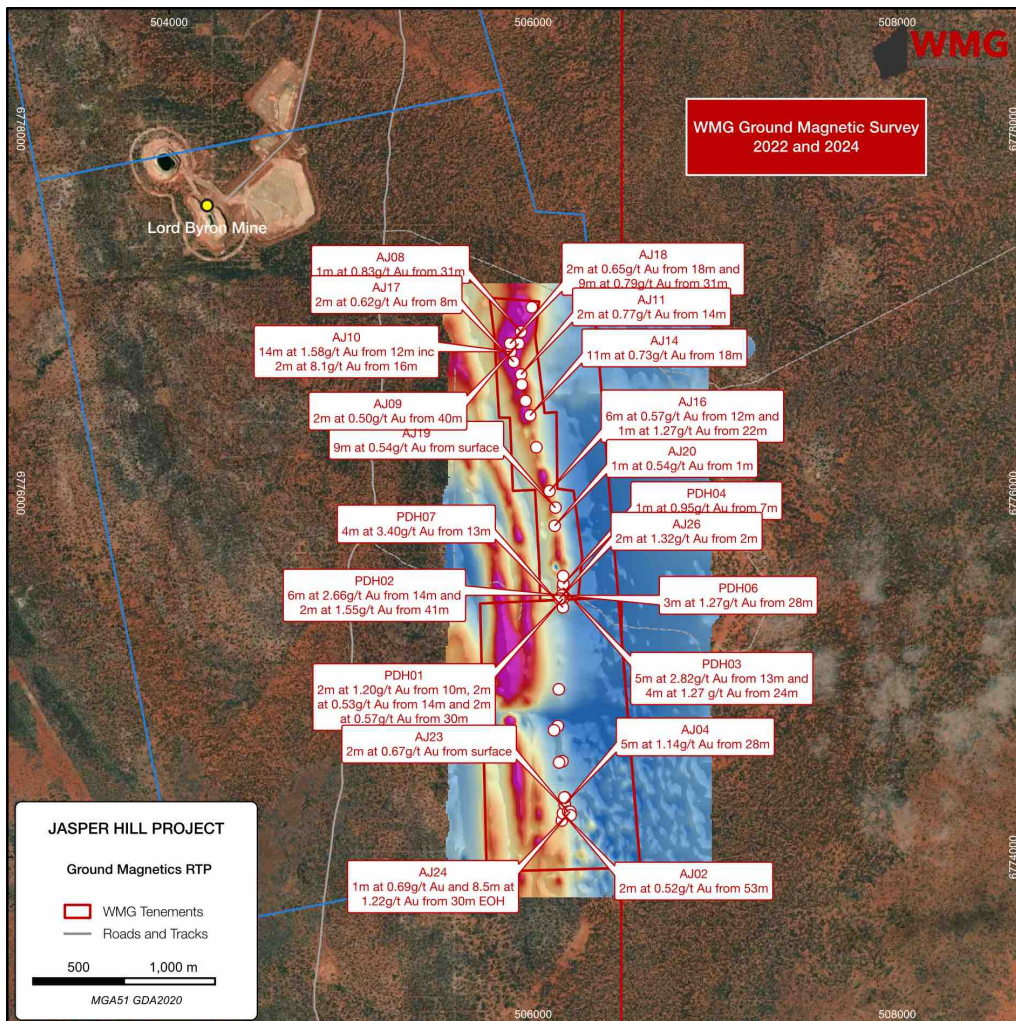 504000
506000
508000
WMG
6778000
6778000
WMG Ground Magnetic Survey
2022 and 2024
Lord Byron Mine
AJ08
1m at 0.83g/t Au from 31m
AJ18
2m at 0.65g/t Au from 18m and
9m at 0.79g/t Au from 31m
AJ17
2m at 0.62g/t Au from 8m
AJ11
2m at 0.77g/t Au from 14m
AJ10
14m at 1.58g/t Au from 12m inc
2m at 8.1g/t Au from 16m
AJ14
11m at 0.73g/t Au from 18m
AJ09
2m at 0.50g/t Au from 40m
AJ16
6m at 0.57g/t Au from 12m and
1m at 1.27g/t Au from 22m
AJ19
9m at 0.54g/t Au from surface
AJ20
1m at 0.54g/t Au from 1m
6776000
6776000
PDH04
1m at 0.95g/t Au from 7m
PDH07
4m at 3.40g/t Au from 13m
AJ26
2m at 1.32g/t Au from 2m
PDH02
6m at 2.66g/t Au from 14m and
2m at 1.55g/t Au from 41m
PDH06
3m at 1.27g/t Au from 28m
PDH03
5m at 2.82g/t Au from 13m and
4m at 1.27 g/t Au from 24m
PDH01
2m at 1.20g/t Au from 10m, 2m
at 0.53g/t Au from 14m and 2m
at 0.57g/t Au from 30m
AJ04
5m at 1.14g/t Au from 28m
AJ23
2m at 0.67g/t Au from surface
6774000
AJ24
1m at 0.69g/t Au and 8.5m at
1.22g/t Au from 30m EOH
AJ02
2m at 0.52g/t Au from 53m
JASPER HILL PROJECT
Ground Magnetics RTP
WMG Tenements
Roads and Tracks
500 1,000 m
MGA51 GDA2020
506000
508000